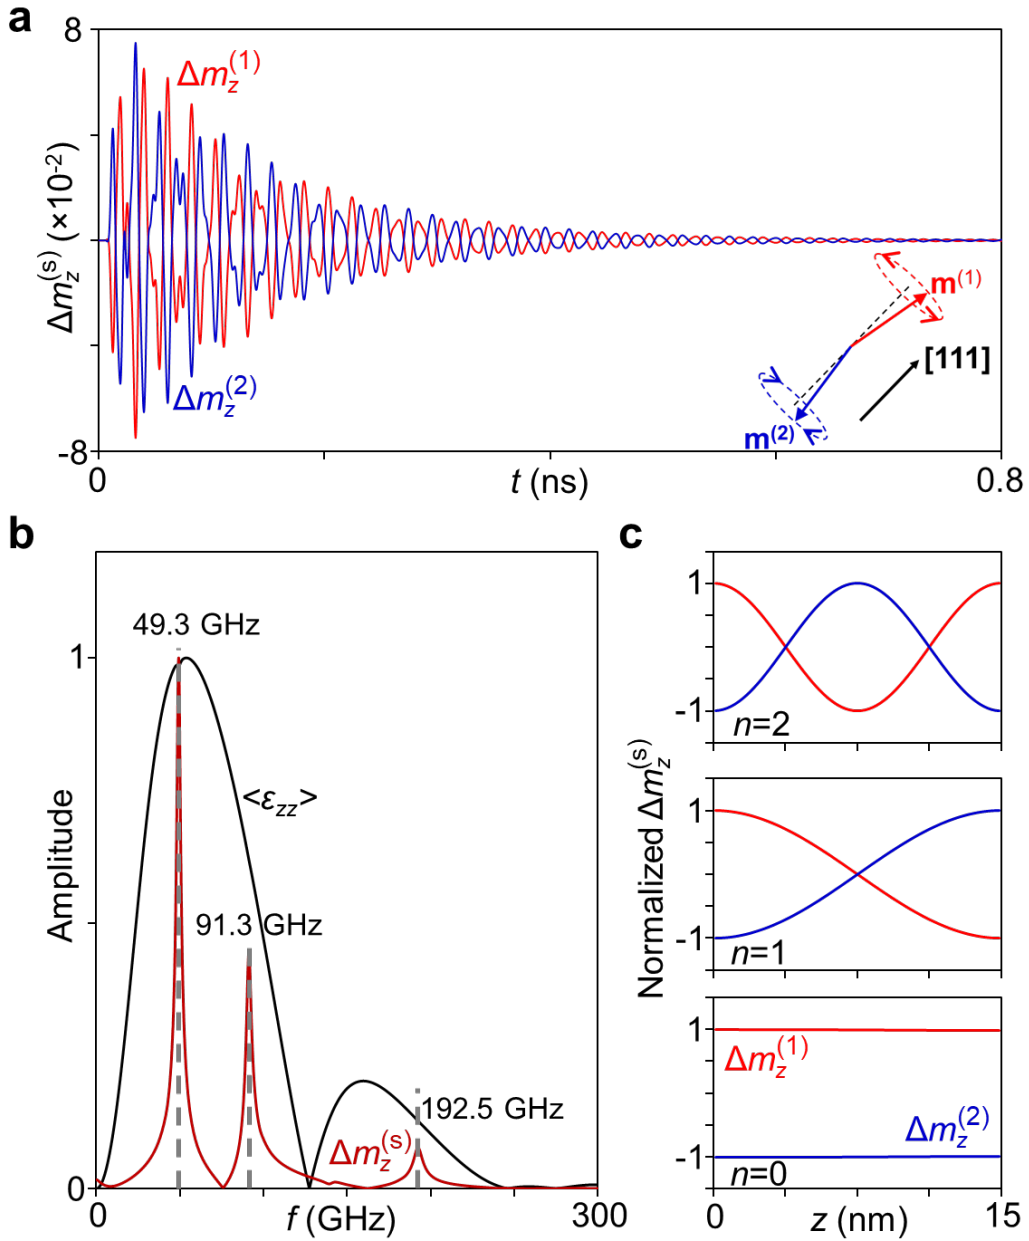 a
8
Δm_z^(1)
Δm_z^(s) (×10^-2)
Δm_z^(2)
m^(1)
[111]
m^(2)
-8
0
t (ns)
0.8
b
49.3 GHz
1
<ε_zz>
Amplitude
91.3 GHz
192.5 GHz
Δm_z^(s)
0
0
f (GHz)
300
c
Normalized Δm_z^(s)
1
-1
n=2
1
-1
n=1
1
Δm_z^(1)
Δm_z^(2)
-1
n=0
0
z (nm)
15